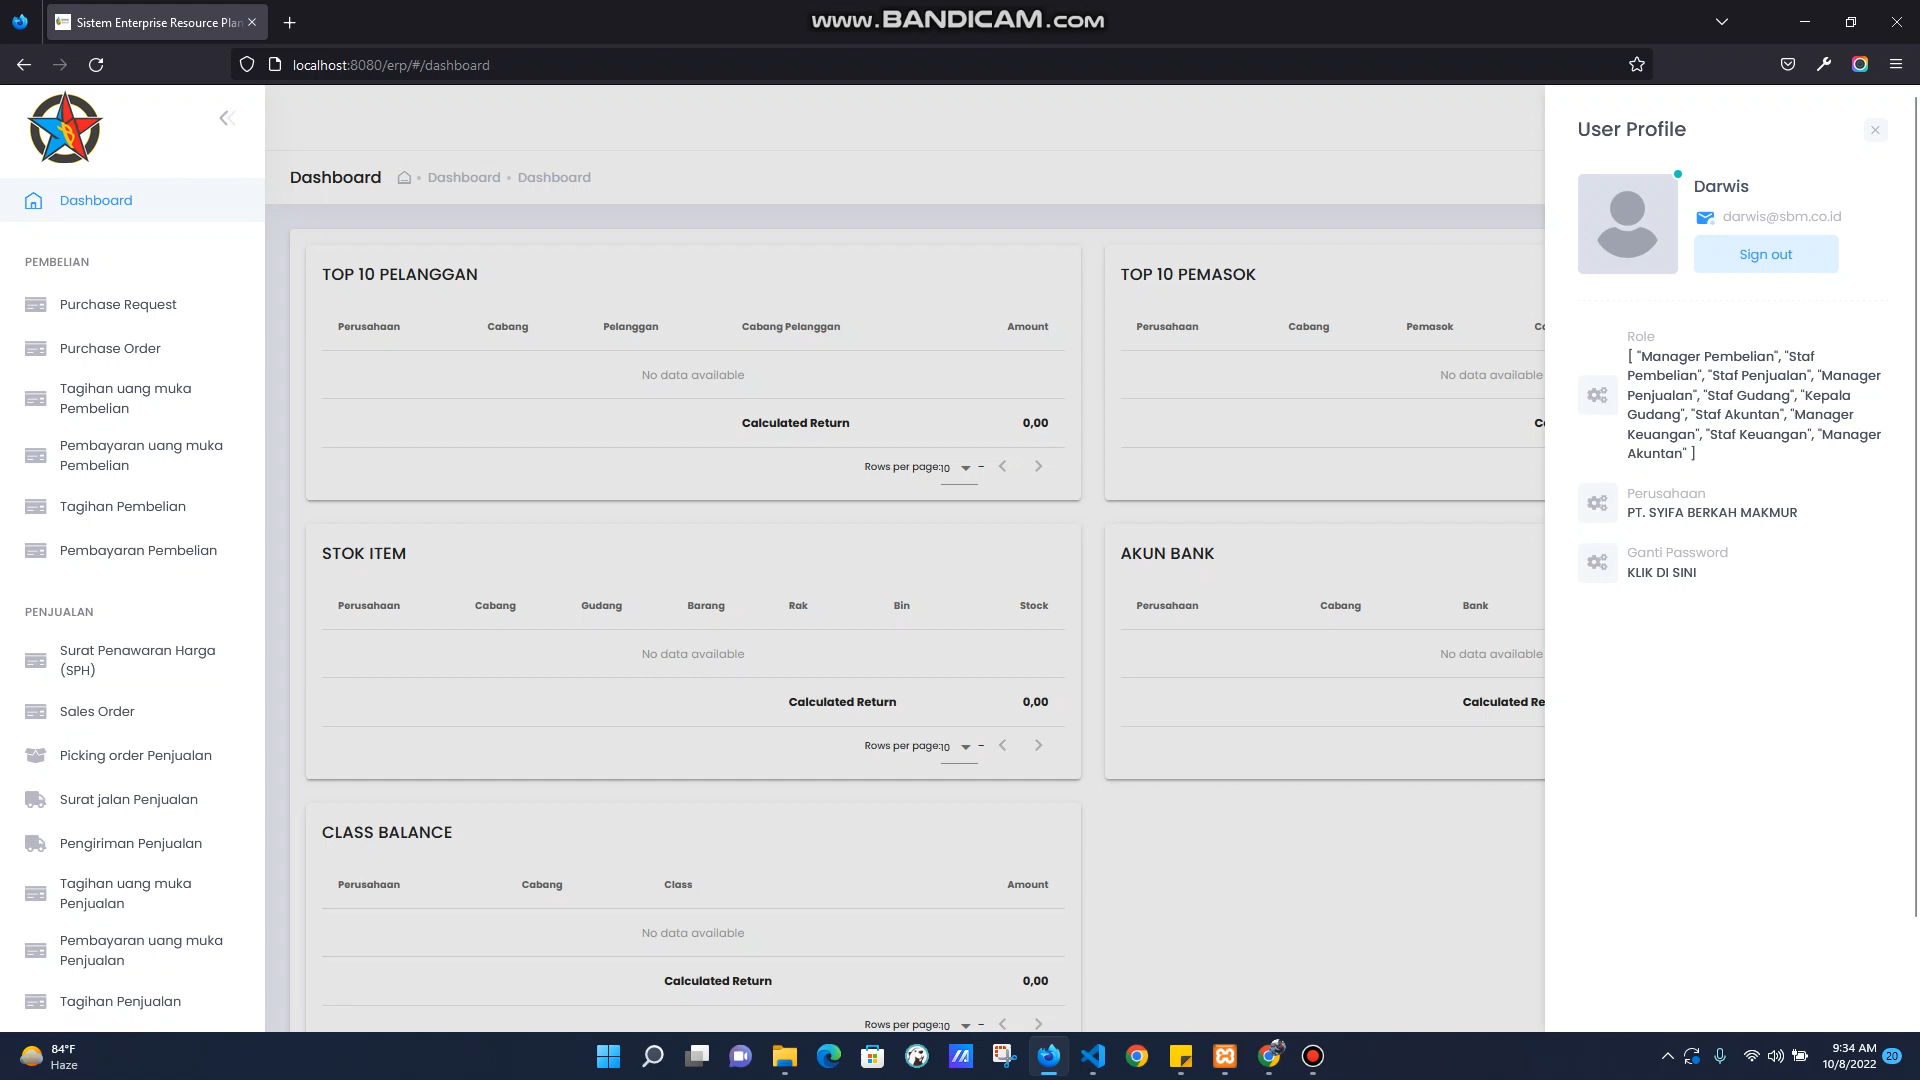 Sistem Enterprise Resource Plan
www.BANDICAM.com
localhost:8080/erp/#/dashboard
Dashboard
PEMBELIAN
Purchase Request
Purchase Order
Tagihan uang muka
Pembelian
Pembayaran uang muka
Pembelian
Tagihan Pembelian
Pembayaran Pembelian
PENJUALAN
Surat Penawaran Harga
(SPH)
Sales Order
Picking order Penjualan
Surat jalan Penjualan
Pengiriman Penjualan
Tagihan uang muka
Penjualan
Pembayaran uang muka
Penjualan
Tagihan Penjualan
Dashboard • Dashboard • Dashboard
TOP 10 PELANGGAN
Perusahaan Cabang Pelanggan Cabang Pelanggan Amount
No data available
Calculated Return 0,00
Rows per page: 10 –
TOP 10 PEMASOK
Perusahaan Cabang Pemasok
No data available
STOK ITEM
Perusahaan Cabang Gudang Barang Rak Bin Stock
No data available
Calculated Return 0,00
Rows per page: 10 –
AKUN BANK
Perusahaan Cabang Bank
No data available
Calculated Re
CLASS BALANCE
Perusahaan Cabang Class Amount
No data available
Calculated Return 0,00
Rows per page: 10 –
User Profile
Darwis
darwis@sbm.co.id
Sign out
Role
[ "Manager Pembelian", "Staf
Pembelian", "Staf Penjualan", "Manager
Penjualan", "Staf Gudang", "Kepala
Gudang", "Staf Akuntan", "Manager
Keuangan", "Staf Keuangan", "Manager
Akuntan" ]
Perusahaan
PT. SYIFA BERKAH MAKMUR
Ganti Password
KLIK DI SINI
84°F
Haze
9:34 AM
10/8/2022
20